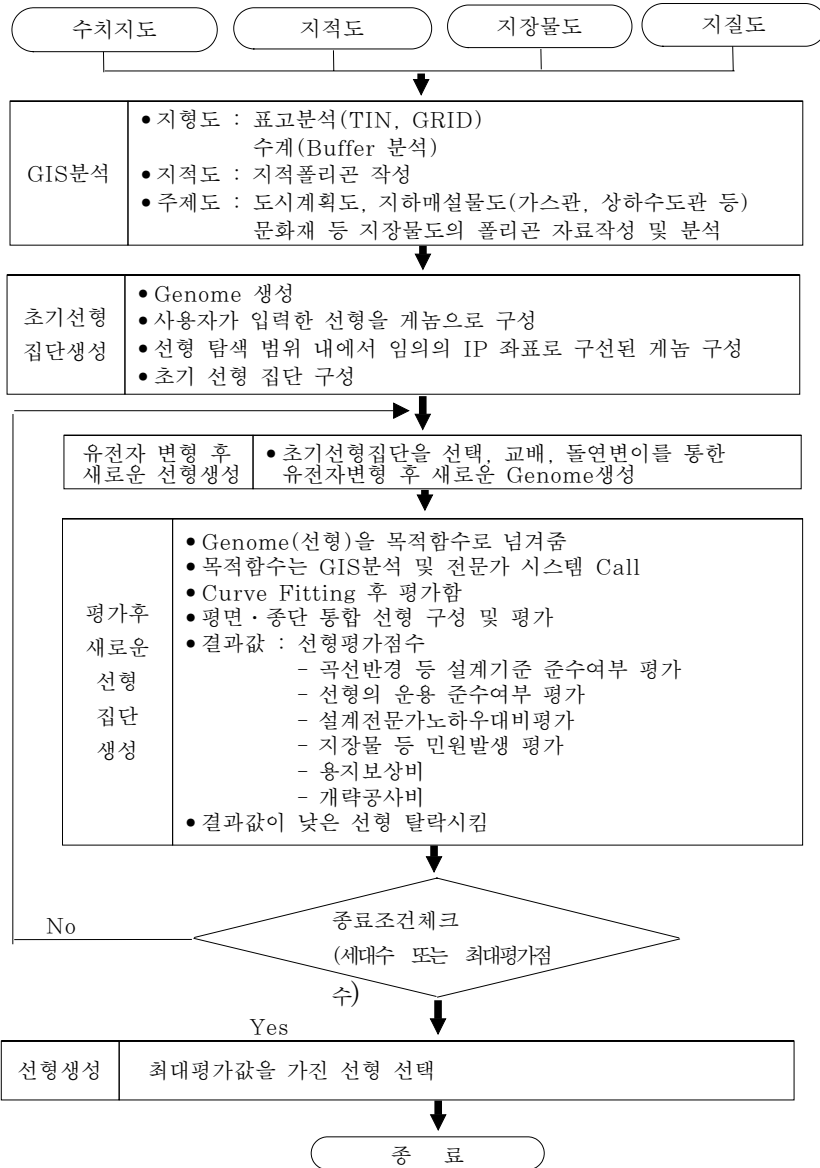 수치지도 지적도 지장물도 지질도
GIS분석
● 지형도 : 표고분석(TIN, GRID)
수계(Buffer 분석)
● 지적도 : 지적폴리곤 작성
● 주제도 : 도시계획도, 지하매설물도(가스관, 상하수도관 등)
문화재 등 지장물도의 폴리곤 자료작성 및 분석
초기선형
집단생성
● Genome 생성
● 사용자가 입력한 선형을 게놈으로 구성
● 선형 탐색 범위 내에서 임의의 IP 좌표로 구선된 게놈 구성
● 초기 선형 집단 구성
유전자 변형 후
새로운 선형생성
● 초기선형집단을 선택, 교배, 돌연변이를 통한
유전자변형 후 새로운 Genome생성
평가후
새로운
선형
집단
생성
● Genome(선형)을 목적함수로 넘겨줌
● 목적함수는 GIS분석 및 전문가 시스템 Call
● Curve Fitting 후 평가함
● 평면·종단 통합 선형 구성 및 평가
● 결과값 : 선형평가점수
- 곡선반경 등 설계기준 준수여부 평가
- 선형의 운용 준수여부 평가
- 설계전문가노하우대비평가
- 지장물 등 민원발생 평가
- 용지보상비
- 개략공사비
● 결과값이 낮은 선형 탈락시킴
No
종료조건체크
(세대수 또는 최대평가점
수)
Yes
선형생성
최대평가값을 가진 선형 선택
종 료